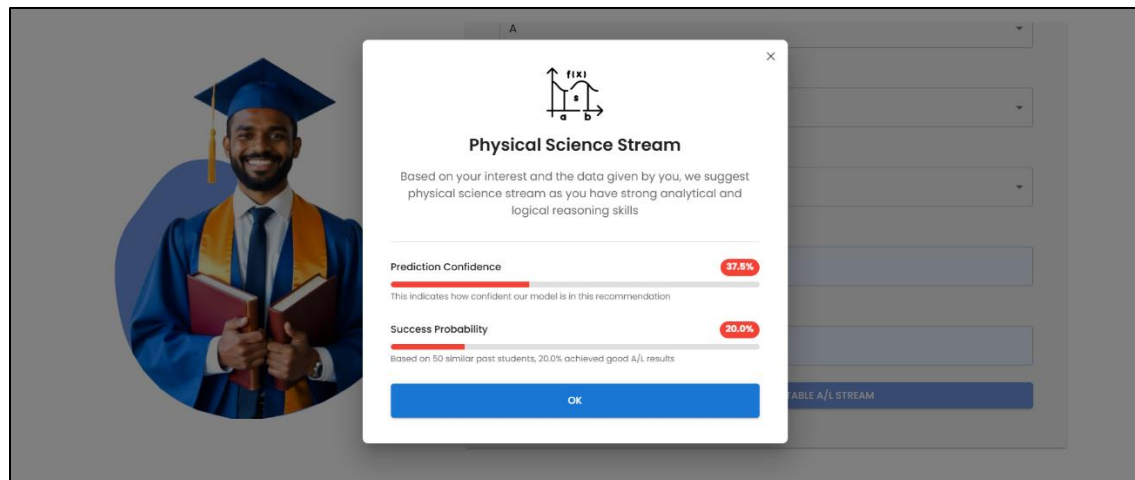 A
×
f(x)
s
a b
Physical Science Stream
Based on your interest and the data given by you, we suggest
physical science stream as you have strong analytical and
logical reasoning skills
Prediction Confidence 37.5%
This indicates how confident our model is in this recommendation
Success Probability 20.0%
Based on 50 similar past students, 20.0% achieved good A/L results
OK
TABLE A/L STREAM